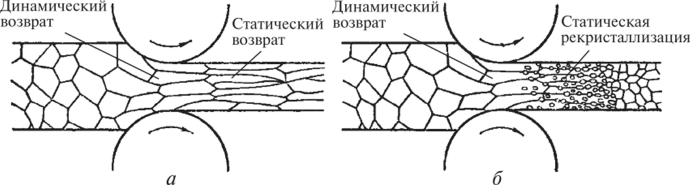 Динамический
возврат
Статический
возврат
а
Динамический
возврат
Статическая
рекристаллизация
б